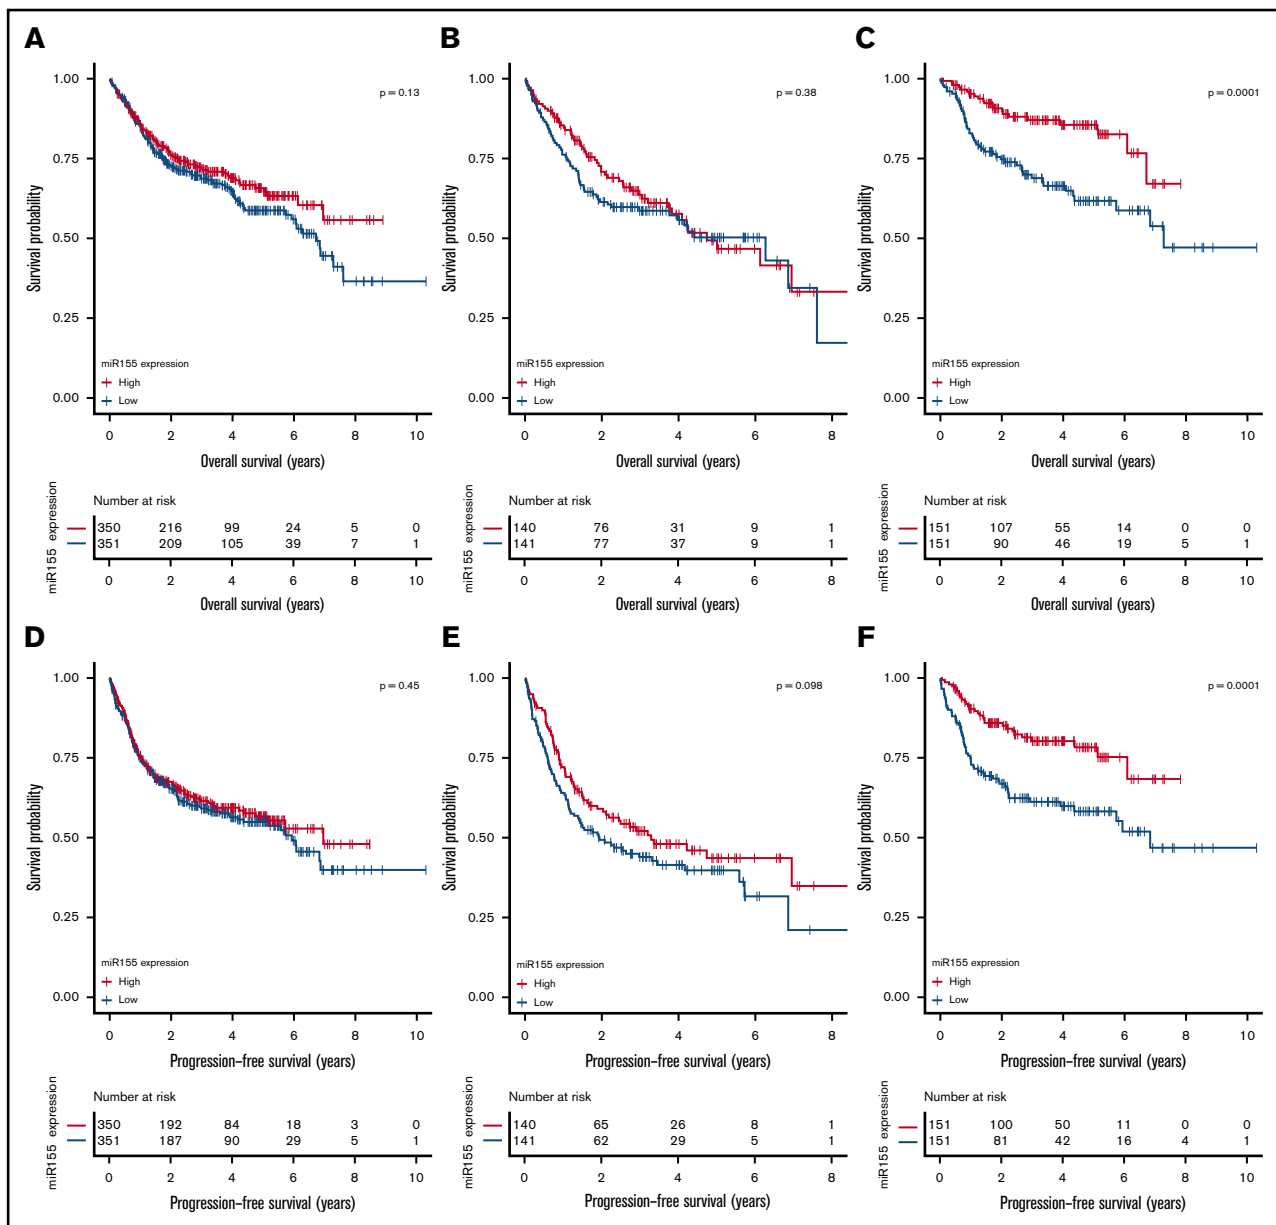 A
B
C
1.00
0.75
0.50
0.25
0.00
Survival probability
p = 0.13
miR155 expression
High
Low
0 2 4 6 8 10
Overall survival (years)
1.00
0.75
0.50
0.25
0.00
Survival probability
p = 0.38
miR155 expression
High
Low
0 2 4 6 8
Overall survival (years)
1.00
0.75
0.50
0.25
0.00
Survival probability
p = 0.0001
miR155 expression
High
Low
0 2 4 6 8 10
Overall survival (years)
miR155 expression
Number at risk
350 216 99 24 5 0
351 209 105 39 7 1
0 2 4 6 8 10
Overall survival (years)
miR155 expression
Number at risk
140 76 31 9 1
141 77 37 9 1
0 2 4 6 8
Overall survival (years)
miR155 expression
Number at risk
151 107 55 14 0 0
151 90 46 19 5 1
0 2 4 6 8 10
Overall survival (years)
D
E
F
1.00
0.75
0.50
0.25
0.00
Survival probability
p = 0.45
miR155 expression
High
Low
0 2 4 6 8 10
Progression–free survival (years)
1.00
0.75
0.50
0.25
0.00
Survival probability
p = 0.098
miR155 expression
High
Low
0 2 4 6 8
Progression–free survival (years)
1.00
0.75
0.50
0.25
0.00
Survival probability
p = 0.0001
miR155 expression
High
Low
0 2 4 6 8 10
Progression–free survival (years)
miR155 expression
Number at risk
350 192 84 18 3 0
351 187 90 29 5 1
0 2 4 6 8 10
Progression–free survival (years)
miR155 expression
Number at risk
140 65 26 8 1
141 62 29 5 1
0 2 4 6 8
Progression–free survival (years)
miR155 expression
Number at risk
151 100 50 11 0 0
151 81 42 16 4 1
0 2 4 6 8 10
Progression–free survival (years)